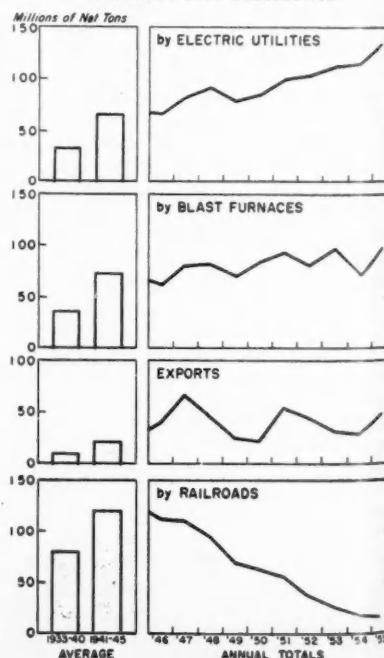 Millions of Net Tons
150
100
50
0
by ELECTRIC UTILITIES
150
100
50
0
by BLAST FURNACES
100
50
0
EXPORTS
150
100
50
0
by RAILROADS
1933-40 1941-45
AVERAGE
'46 '47 '48 '49 '50 '51 '52 '53 '54
ANNUAL TOTALS